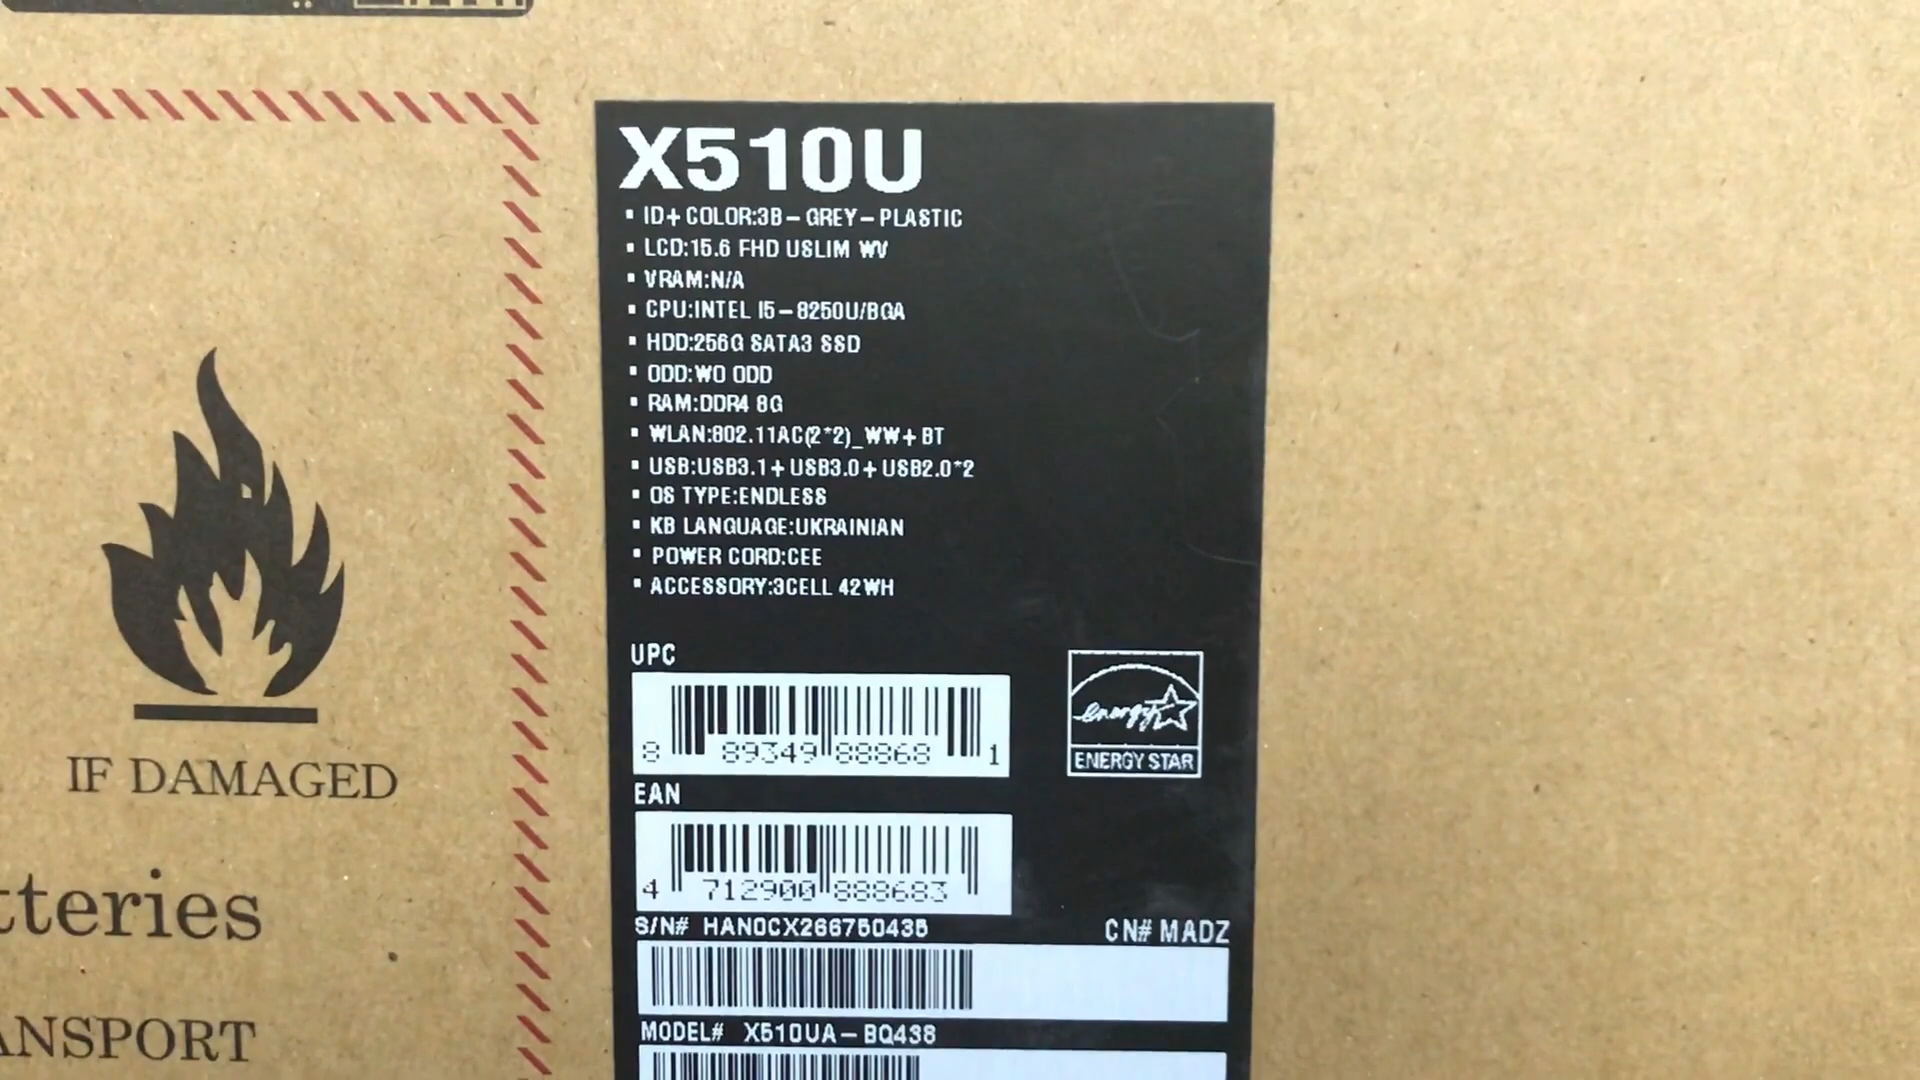 X510U
▪ ID+COLOR:3B-GREY-PLASTIC
▪ LCD:15.6 FHD USLIM WV
▪ VRAM:N/A
▪ CPU:INTEL I5-8250U/BGA
▪ HDD:256G SATA3 SSD
▪ ODD:WO ODD
▪ RAM:DDR4 8G
▪ WLAN:802.11AC(2*2)_WW+BT
▪ USB:USB3.1+USB3.0+USB2.0*2
▪ OS TYPE:ENDLESS
▪ KB LANGUAGE:UKRAINIAN
▪ POWER CORD:CEE
▪ ACCESSORY:3CELL 42WH
UPC
8 89349 88868 1
energy
ENERGY STAR
EAN
4 712900 888683
S/N# HAN0CX266750435 CN# MADZ
MODEL# X510UA-BQ438
IF DAMAGED
tteries
ANSPORT